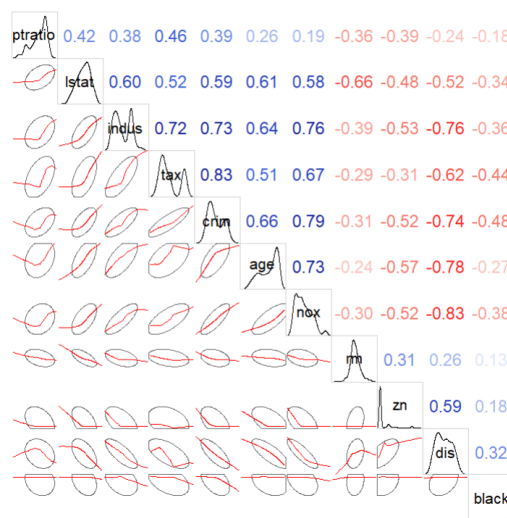 ptratio 0.42 0.38 0.46 0.39 0.26 0.19 -0.36 -0.39 -0.24 -0.18
lstat 0.60 0.52 0.59 0.61 0.58 -0.66 -0.48 -0.52 -0.34
indus 0.72 0.73 0.64 0.76 -0.39 -0.53 -0.76 -0.36
tax 0.83 0.51 0.67 -0.29 -0.31 -0.62 -0.44
crim 0.66 0.79 -0.31 -0.52 -0.74 -0.48
age 0.73 -0.24 -0.57 -0.78 -0.27
nox -0.30 -0.52 -0.83 -0.38
rm 0.31 0.26 0.13
zn 0.59 0.18
dis 0.32
black